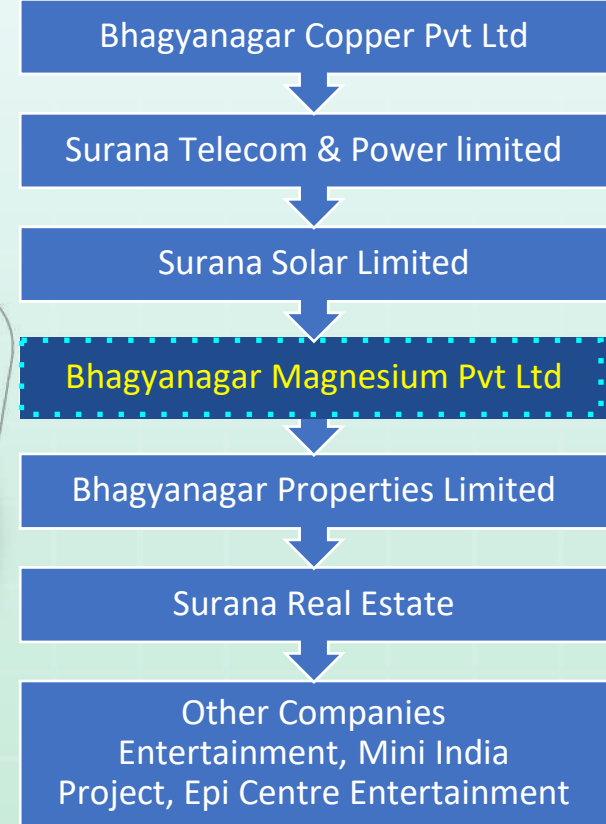 Bhagyanagar Copper Pvt Ltd
Surana Telecom & Power limited
Surana Solar Limited
Bhagyanagar Magnesium Pvt Ltd
Bhagyanagar Properties Limited
Surana Real Estate
Other Companies
Entertainment, Mini India
Project, Epi Centre Entertainment